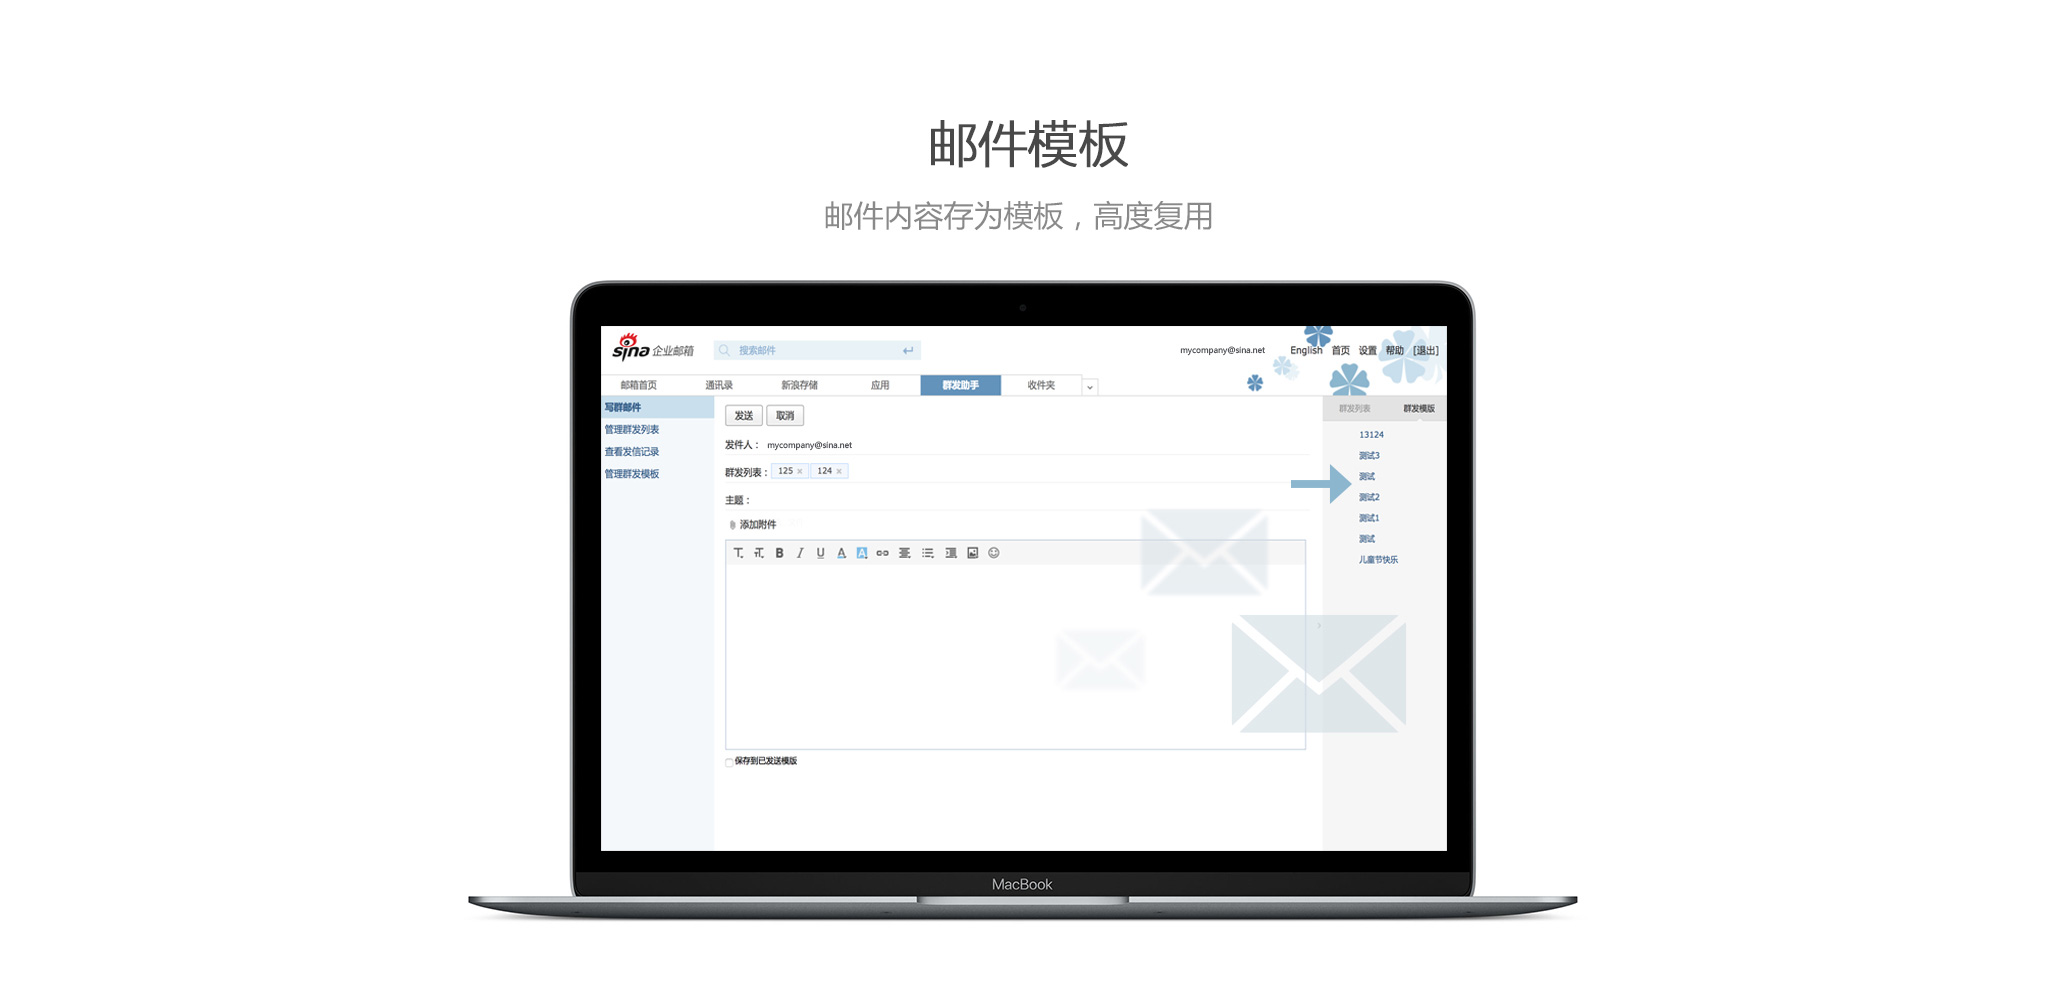 邮件模板
邮件内容存为模板，高度复用
sina 企业邮箱
搜索邮件
mycompany@sina.net
English 首页 设置 帮助 [退出]
邮箱首页 通讯录 新浪存储 应用 群发助手 收件夹
写群邮件
管理群发列表
查看发信记录
管理群发模板
发送 取消
发件人： mycompany@sina.net
群发列表： 125 × 124 ×
主题：
添加附件
T T B I U A A
保存到已发送模版
群发列表 群发模版
13124
测试3
测试
测试2
测试1
测试
儿童节快乐
MacBook